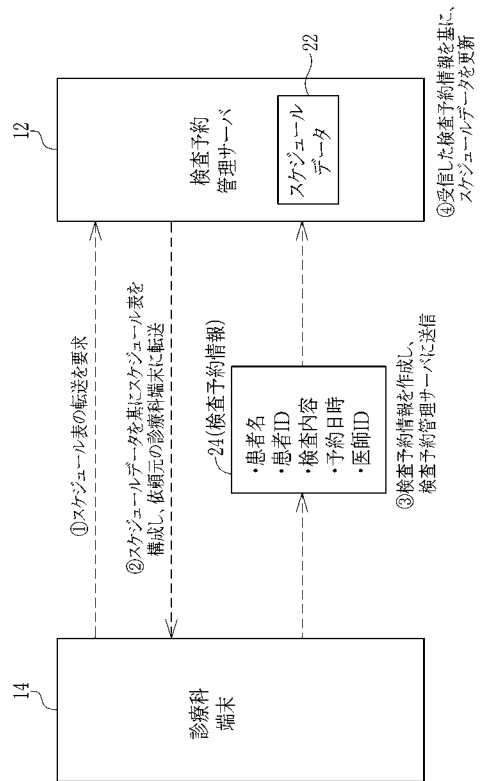 14
診療科
端末
①スケジュール表の転送を要求
②スケジュールデータを基にスケジュール表を
構成し、依頼元の診療科端末に転送
24(検査予約情報)
・患者名
・患者ID
・検査内容
・予約日時
・医師ID
③検査予約情報を作成し、
検査予約管理サーバに送信
12
検査予約
管理サーバ
22
スケジュール
データ
④受信した検査予約情報を基に、
スケジュールデータを更新